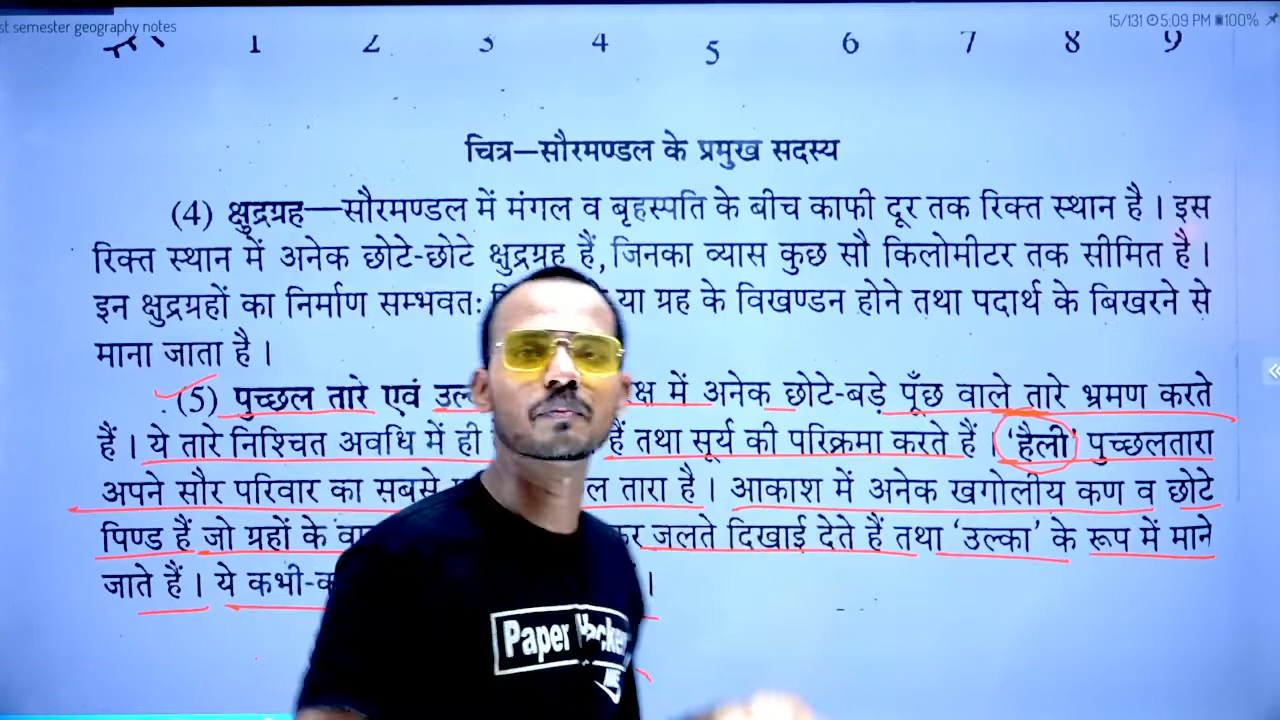 st semester geography notes
15/131 5:09 PM 100%
1 2 3 4 5 6 7 8 9
चित्र—सौरमण्डल के प्रमुख सदस्य
(4) क्षुद्रग्रह—सौरमण्डल में मंगल व बृहस्पति के बीच काफी दूर तक रिक्त स्थान है। इस
रिक्त स्थान में अनेक छोटे-छोटे क्षुद्रग्रह हैं, जिनका व्यास कुछ सौ किलोमीटर तक सीमित है।
इन क्षुद्रग्रहों का निर्माण सम्भवतः या ग्रह के विखण्डन होने तथा पदार्थ के बिखरने से
माना जाता है।
(5) पुच्छल तारे एवं में अनेक छोटे-बड़े पूँछ वाले तारे भ्रमण करते
हैं। ये तारे निश्चित अवधि में ही हैं तथा सूर्य की परिक्रमा करते हैं। ‘हैली’ पुच्छलतारा
अपने सौर परिवार का सबसे तारा है। आकाश में अनेक खगोलीय कण व छोटे
पिण्ड हैं जो ग्रहों के जलते दिखाई देते हैं तथा ‘उल्का’ के रूप में माने
जाते हैं। ये
Paper Hacker